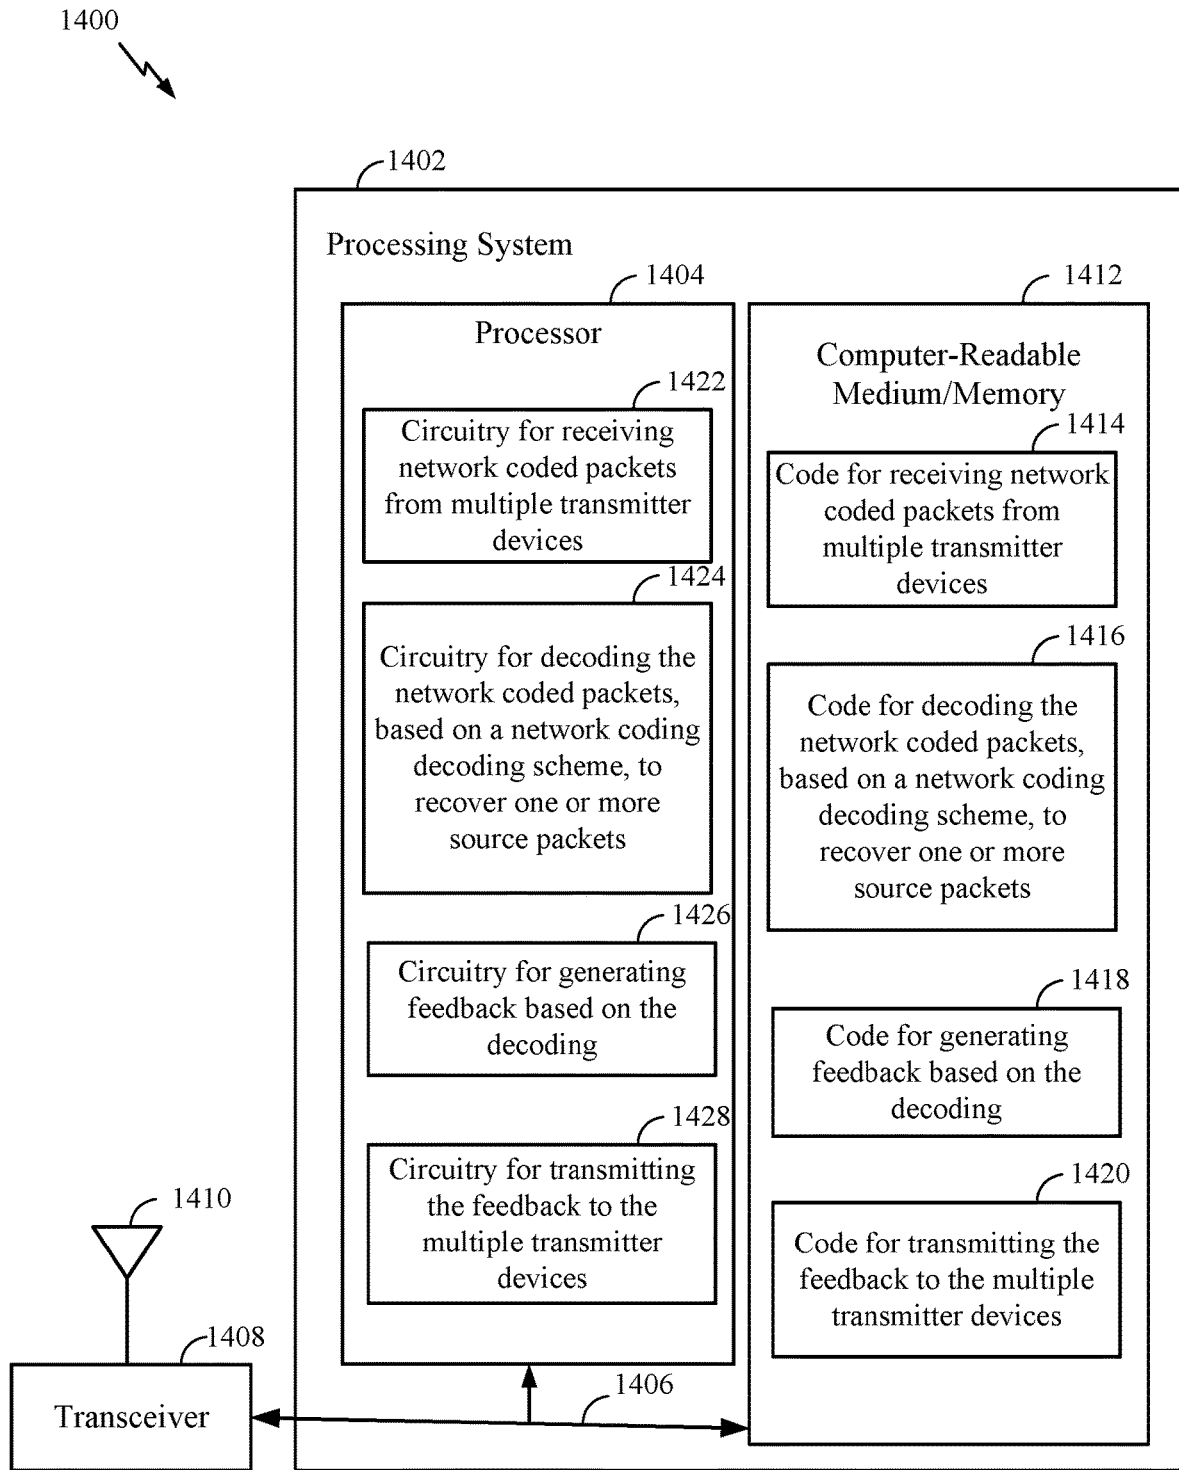 1400
1402
Processing System
1404
Processor
1422
Circuitry for receiving
network coded packets
from multiple transmitter
devices
1424
Circuitry for decoding the
network coded packets,
based on a network coding
decoding scheme, to
recover one or more
source packets
1426
Circuitry for generating
feedback based on the
decoding
1428
Circuitry for transmitting
the feedback to the
multiple transmitter
devices
1412
Computer-Readable
Medium/Memory
1414
Code for receiving network
coded packets from
multiple transmitter
devices
1416
Code for decoding the
network coded packets,
based on a network coding
decoding scheme, to
recover one or more
source packets
1418
Code for generating
feedback based on the
decoding
1420
Code for transmitting the
feedback to the multiple
transmitter devices
1410
1408
Transceiver
1406